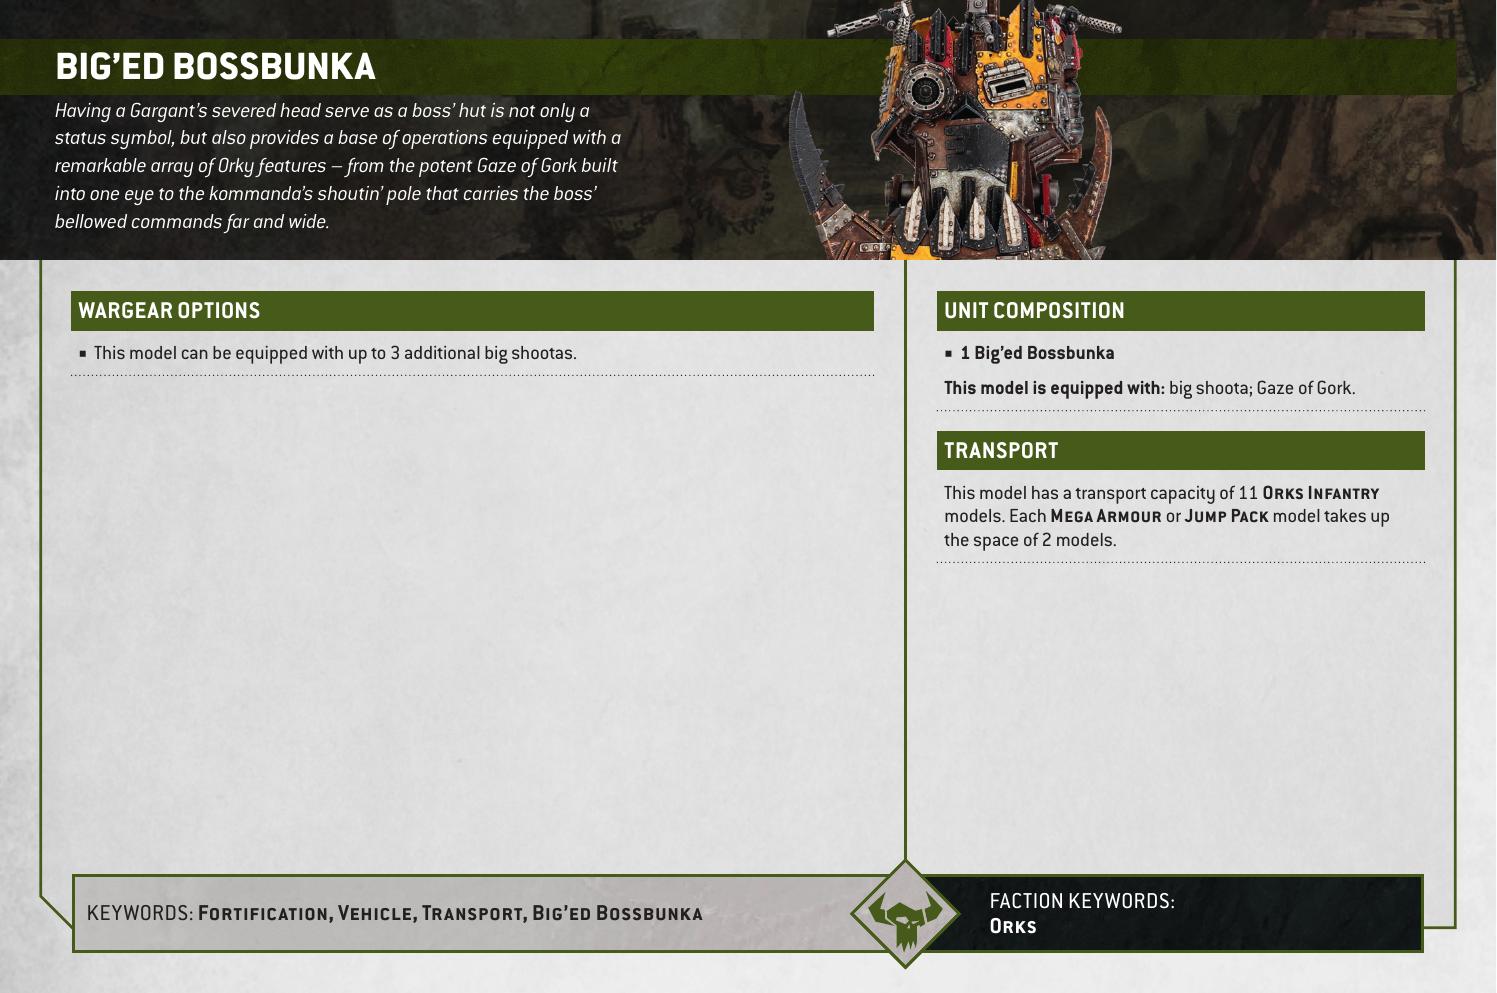 BIG’ED BOSSBUNKA
Having a Gargant’s severed head serve as a boss’ hut is not only a
status symbol, but also provides a base of operations equipped with a
remarkable array of Orky features – from the potent Gaze of Gork built
into one eye to the kommanda’s shoutin’ pole that carries the boss’
bellowed commands far and wide.
WARGEAR OPTIONS
▪ This model can be equipped with up to 3 additional big shootas.
UNIT COMPOSITION
▪ 1 Big’ed Bossbunka
This model is equipped with: big shoota; Gaze of Gork.
TRANSPORT
This model has a transport capacity of 11 Orks Infantry
models. Each Mega Armour or Jump Pack model takes up
the space of 2 models.
KEYWORDS: Fortification, Vehicle, Transport, Big’ed Bossbunka
FACTION KEYWORDS:
Orks